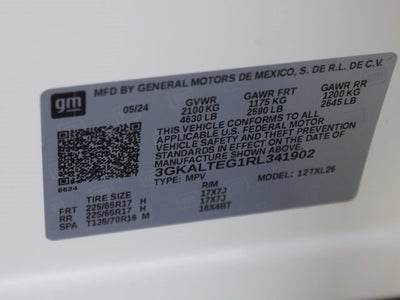 gm
MFD BY GENERAL MOTORS DE MEXICO, S. DE R.L. DE C.V.
05/24 GVWR GAWR FRT GAWR RR
2100 KG 1175 KG 1200 KG
4630 LB 2590 LB 2645 LB
THIS VEHICLE CONFORMS TO ALL
APPLICABLE U.S. FEDERAL MOTOR
VEHICLE SAFETY AND THEFT PREVENTION
STANDARDS IN EFFECT ON THE DATE OF
MANUFACTURE SHOWN ABOVE.
3GKALTEG1RL341902
6624 TYPE: MPV MODEL: 12TXL26
TIRE SIZE RIM
FRT 225/65R17 H 17X7J
RR 225/65R17 H 17X7J
SPA T135/70R16 M 16X4BT